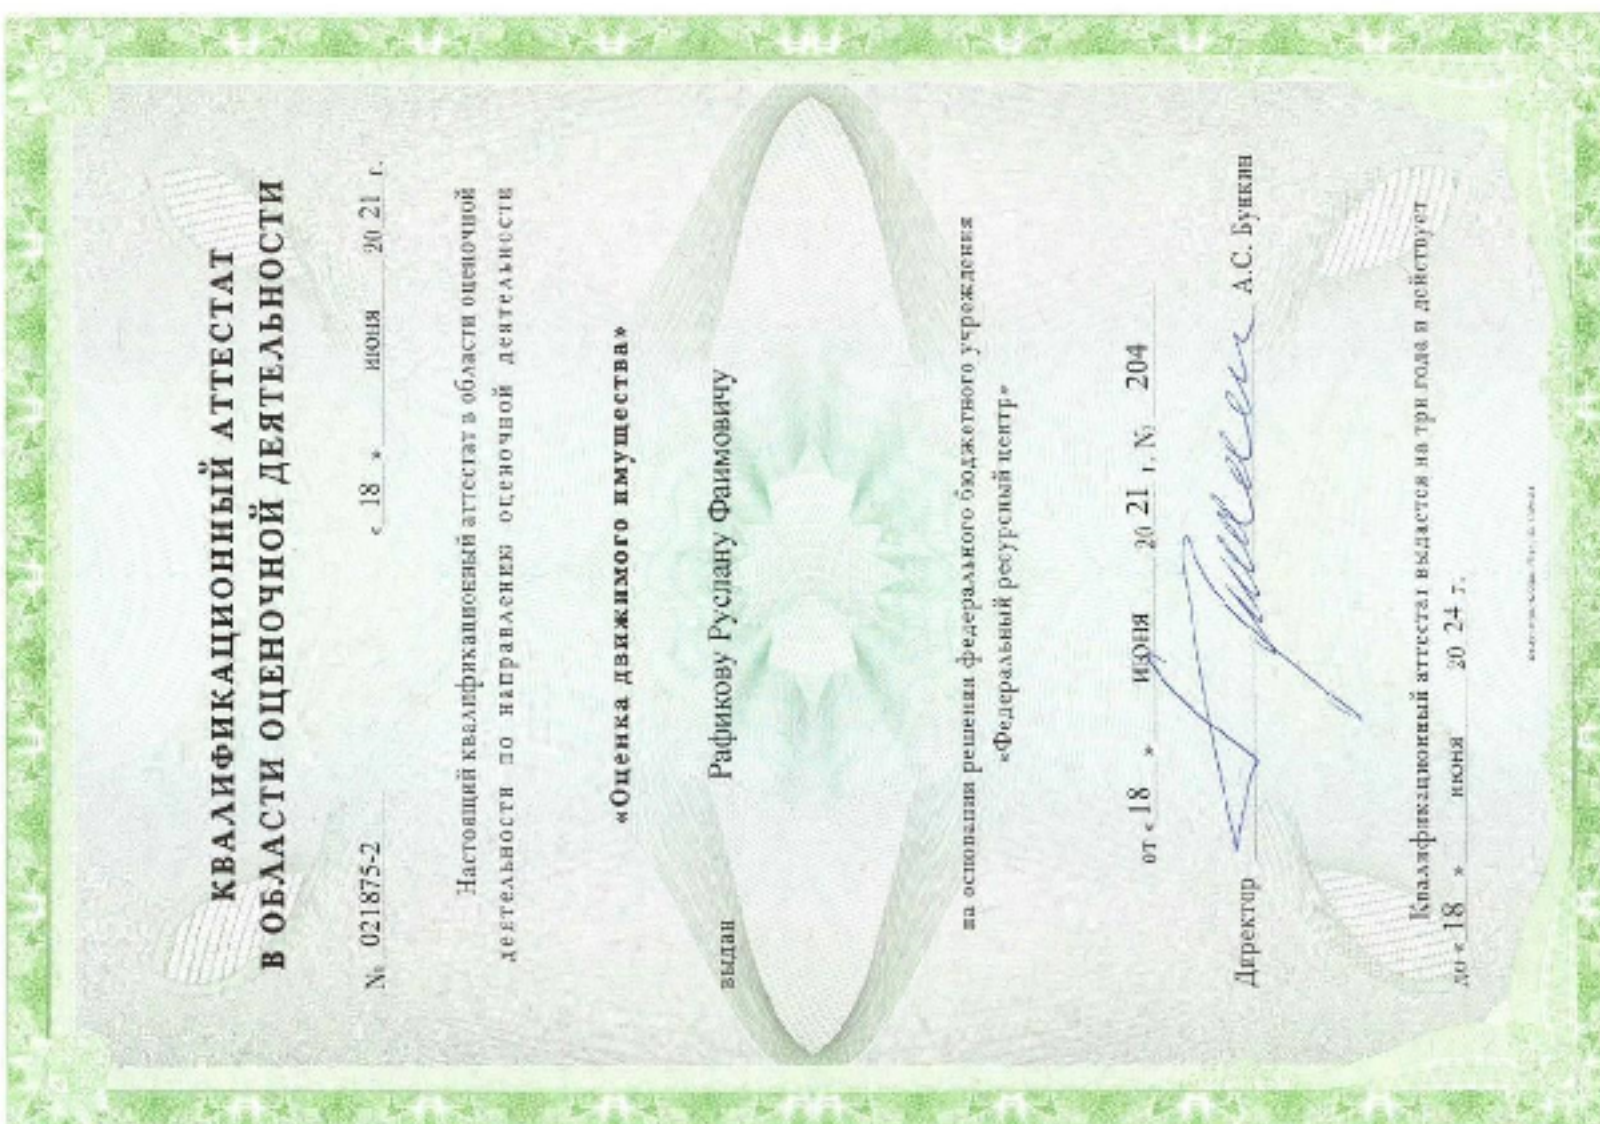 КВАЛИФИКАЦИОННЫЙ АТТЕСТАТ
В ОБЛАСТИ ОЦЕНОЧНОЙ ДЕЯТЕЛЬНОСТИ
№ 021875-2 « 18 » июня 20 21 г.
Настоящий квалификационный аттестат в области оценочной
деятельности по направлению оценочной деятельности
«Оценка движимого имущества»
выдан Рафикову Руслану Фаимовичу
на основании решения федерального бюджетного учреждения
«Федеральный ресурсный центр»
от « 18 » июня 20 21 г. № 204
Директор А.С. Бункин
Квалификационный аттестат выдается на три года и действует
до « 18 » июня 20 24 г.